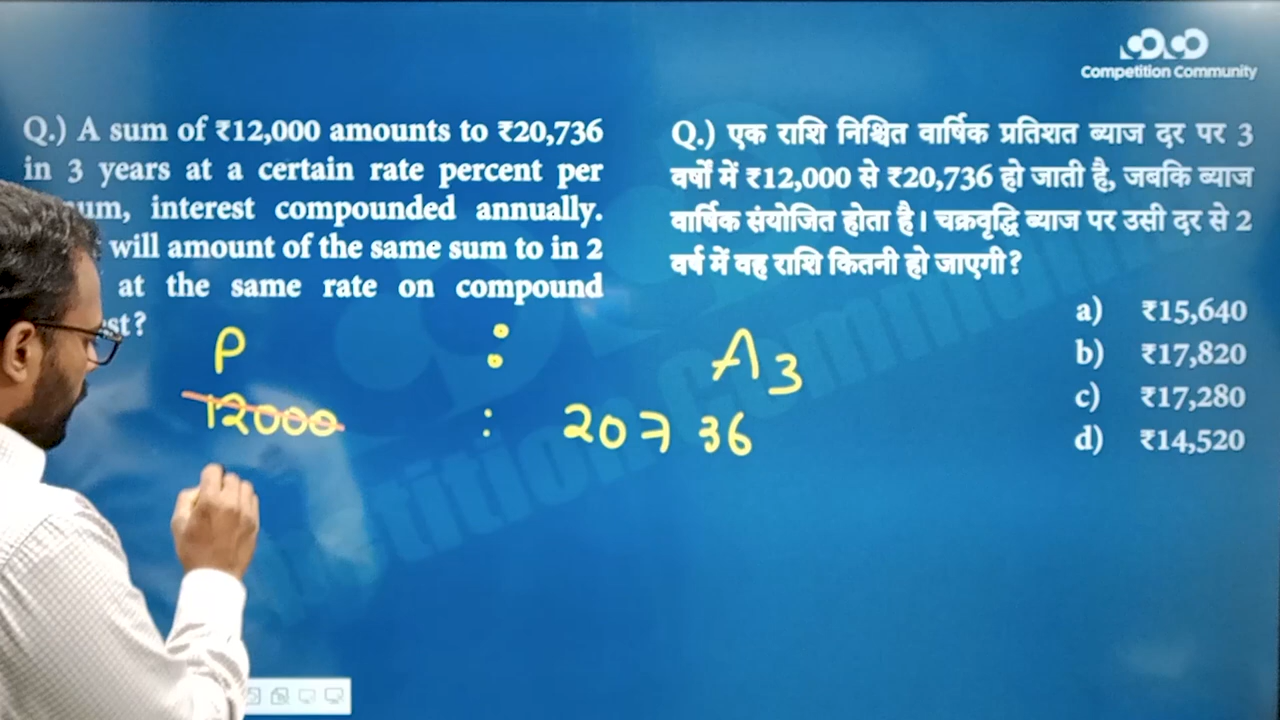 Competition Community
Q.) A sum of ₹12,000 amounts to ₹20,736
in 3 years at a certain rate percent per
um, interest compounded annually.
will amount of the same sum to in 2
at the same rate on compound
st?
Q.) एक राशि निश्चित वार्षिक प्रतिशत ब्याज दर पर 3
वर्षों में ₹12,000 से ₹20,736 हो जाती है, जबकि ब्याज
वार्षिक संयोजित होता है। चक्रवृद्धि ब्याज पर उसी दर से 2
वर्ष में वह राशि कितनी हो जाएगी?
a) ₹15,640
b) ₹17,820
c) ₹17,280
d) ₹14,520
P : A3
12000 : 20736